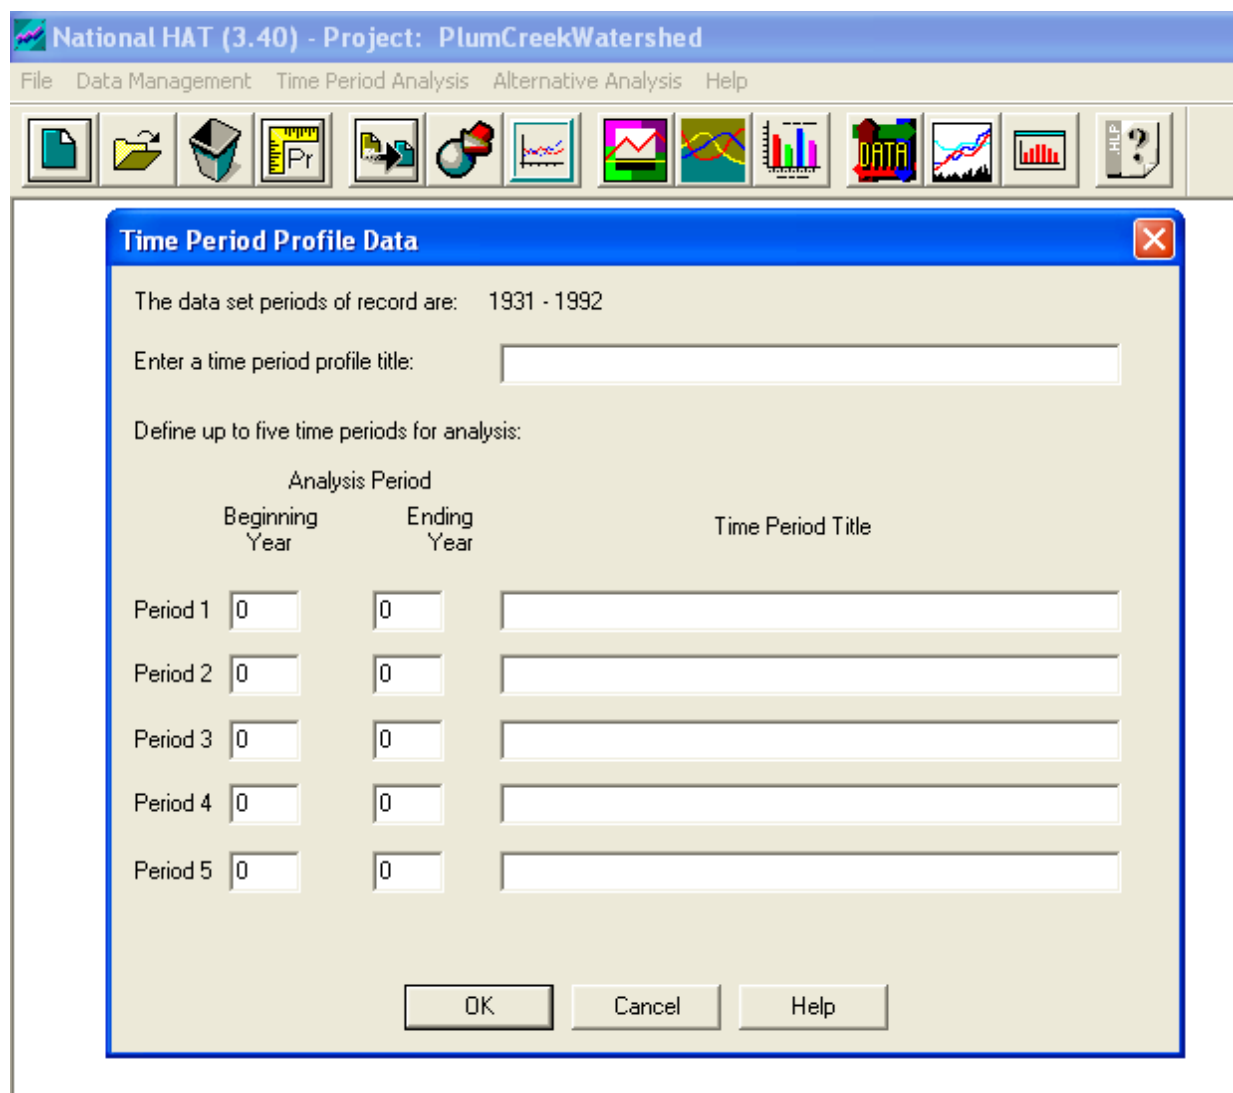 National HAT (3.40) - Project: PlumCreekWatershed
File Data Management Time Period Analysis Alternative Analysis Help
Pr DATA .HLP ?
Time Period Profile Data
The data set periods of record are: 1931 - 1992
Enter a time period profile title:
Define up to five time periods for analysis:
Analysis Period
Beginning Year Ending Year Time Period Title
Period 1 0 0
Period 2 0 0
Period 3 0 0
Period 4 0 0
Period 5 0 0
OK Cancel Help